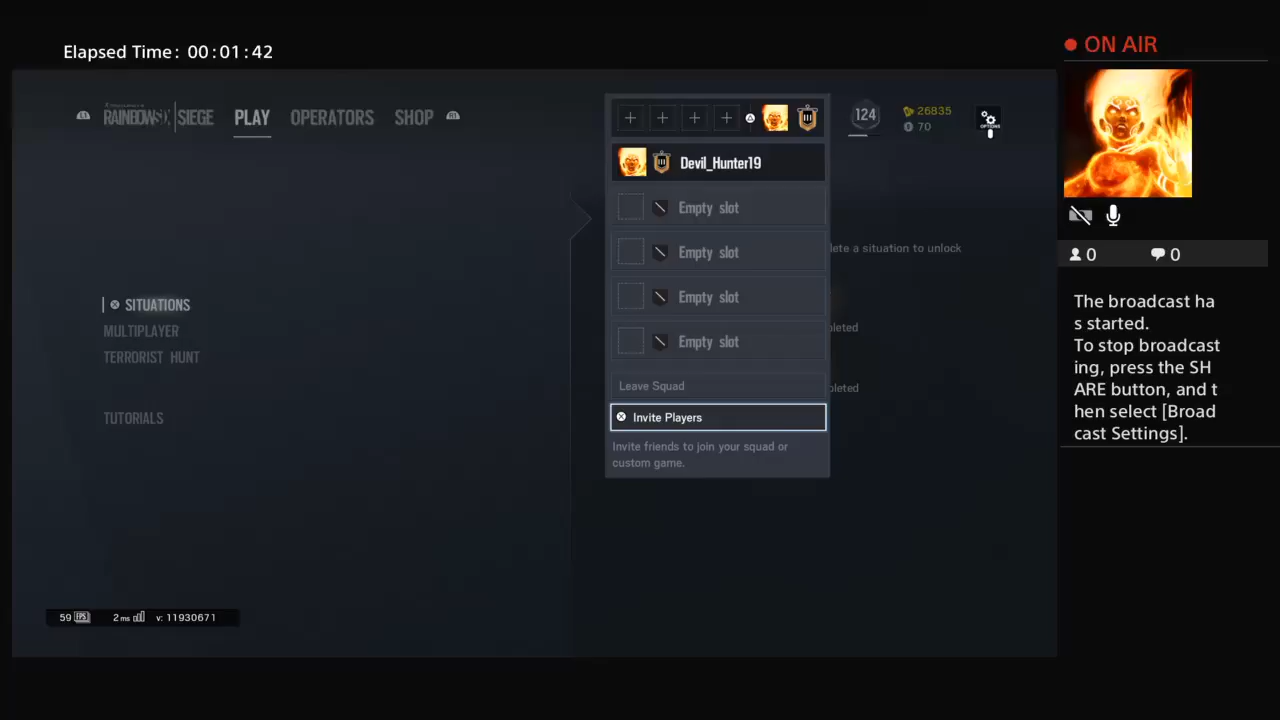 Elapsed Time: 00:01:42
ON AIR
RAINBOWSIX | SIEGE
PLAY
OPERATORS
SHOP
124
26835
70
OPTIONS
Devil_Hunter19
Empty slot
Empty slot
Empty slot
Empty slot
lete a situation to unlock
pleted
pleted
SITUATIONS
MULTIPLAYER
TERRORIST HUNT
TUTORIALS
Leave Squad
Invite Players
Invite friends to join your squad or
custom game.
59 FPS 2ms v: 11930671
0 0
The broadcast ha
s started.
To stop broadcast
ing, press the SH
ARE button, and t
hen select [Broad
cast Settings].